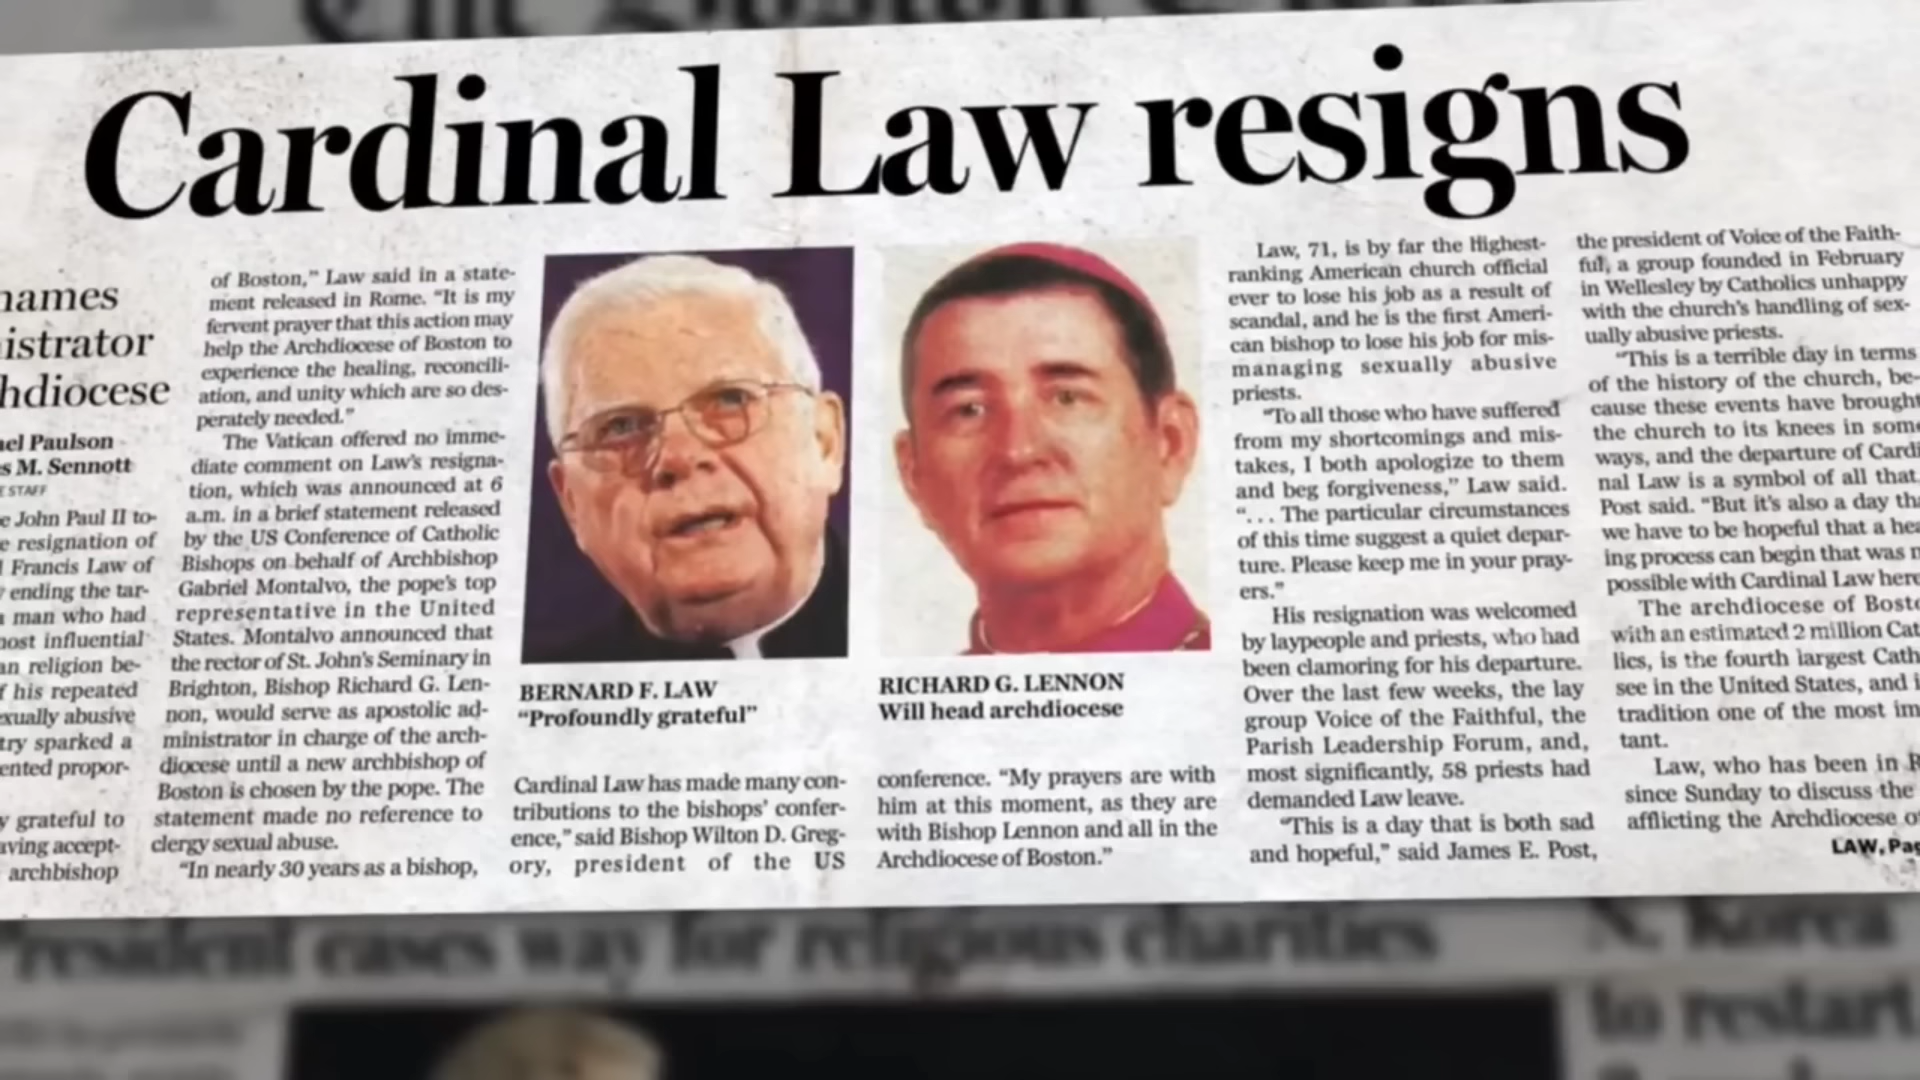 The Boston
Cardinal Law resigns
names
istrator
hdiocese
el Paulson
s M. Sennott
E STAFF
e John Paul II to-
e resignation of
l Francis Law of
y ending the tar-
a man who had
most influential
an religion be-
f his repeated
exually abusive
try sparked a
ented propor-
y grateful to
aving accept-
archbishop
of Boston,” Law said in a state-
ment released in Rome. “It is my
fervent prayer that this action may
help the Archdiocese of Boston to
experience the healing, reconcili-
ation, and unity which are so des-
perately needed.”
The Vatican offered no imme-
diate comment on Law’s resigna-
tion, which was announced at 6
a.m. in a brief statement released
by the US Conference of Catholic
Bishops on behalf of Archbishop
Gabriel Montalvo, the pope’s top
representative in the United
States. Montalvo announced that
the rector of St. John’s Seminary in
Brighton, Bishop Richard G. Len-
non, would serve as apostolic ad-
ministrator in charge of the arch-
diocese until a new archbishop of
Boston is chosen by the pope. The
statement made no reference to
clergy sexual abuse.
“In nearly 30 years as a bishop,
BERNARD F. LAW
“Profoundly grateful”
Cardinal Law has made many con-
tributions to the bishops’ confer-
ence,” said Bishop Wilton D. Greg-
ory, president of the US
RICHARD G. LENNON
Will head archdiocese
conference. “My prayers are with
him at this moment, as they are
with Bishop Lennon and all in the
Archdiocese of Boston.”
Law, 71, is by far the highest-
ranking American church official
ever to lose his job as a result of
scandal, and he is the first Ameri-
can bishop to lose his job for mis-
managing sexually abusive
priests.
“To all those who have suffered
from my shortcomings and mis-
takes, I both apologize to them
and beg forgiveness,” Law said.
“. . . The particular circumstances
of this time suggest a quiet depar-
ture. Please keep me in your pray-
ers.”
His resignation was welcomed
by laypeople and priests, who had
been clamoring for his departure.
Over the last few weeks, the lay
group Voice of the Faithful, the
Parish Leadership Forum, and,
most significantly, 58 priests had
demanded Law leave.
“This is a day that is both sad
and hopeful,” said James E. Post,
the president of Voice of the Faith-
ful, a group founded in February
in Wellesley by Catholics unhappy
with the church’s handling of sex-
ually abusive priests.
“This is a terrible day in terms
of the history of the church, be-
cause these events have brought
the church to its knees in some
ways, and the departure of Cardi
nal Law is a symbol of all that,
Post said. “But it’s also a day tha
we have to be hopeful that a hea
ing process can begin that was n
possible with Cardinal Law here
The archdiocese of Bosto
with an estimated 2 million Cat
lics, is the fourth largest Cath
see in the United States, and i
tradition one of the most im
tant.
Law, who has been in R
since Sunday to discuss the
afflicting the Archdiocese o
LAW, Pag
President eases way for religious charities
N. Korea
to restart